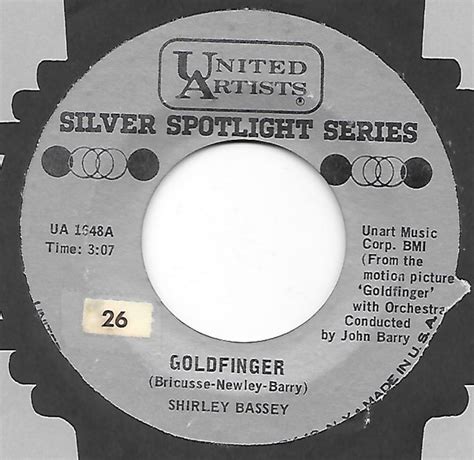 UNITED
ARTISTS
®
SILVER SPOTLIGHT SERIES
UA 1648A
Time: 3:07
Unart Music
Corp. BMI
(From the
motion picture
'Goldfinger'
with Orchestra
Conducted
by John Barry
26
GOLDFINGER
(Bricusse-Newley-Barry)
SHIRLEY BASSEY
MADE IN U.S.A.